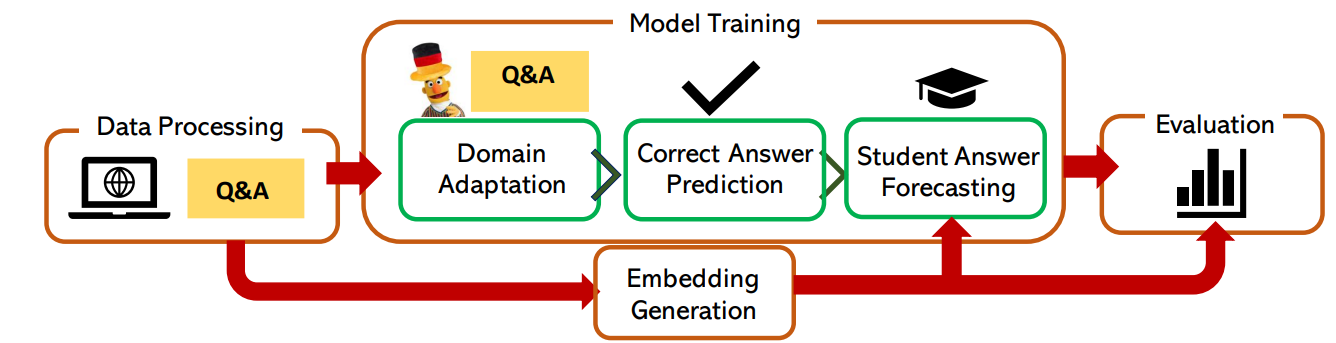 Model Training
Q&A
Data Processing
Q&A
Domain
Adaptation
Correct Answer
Prediction
Student Answer
Forecasting
Evaluation
Embedding
Generation